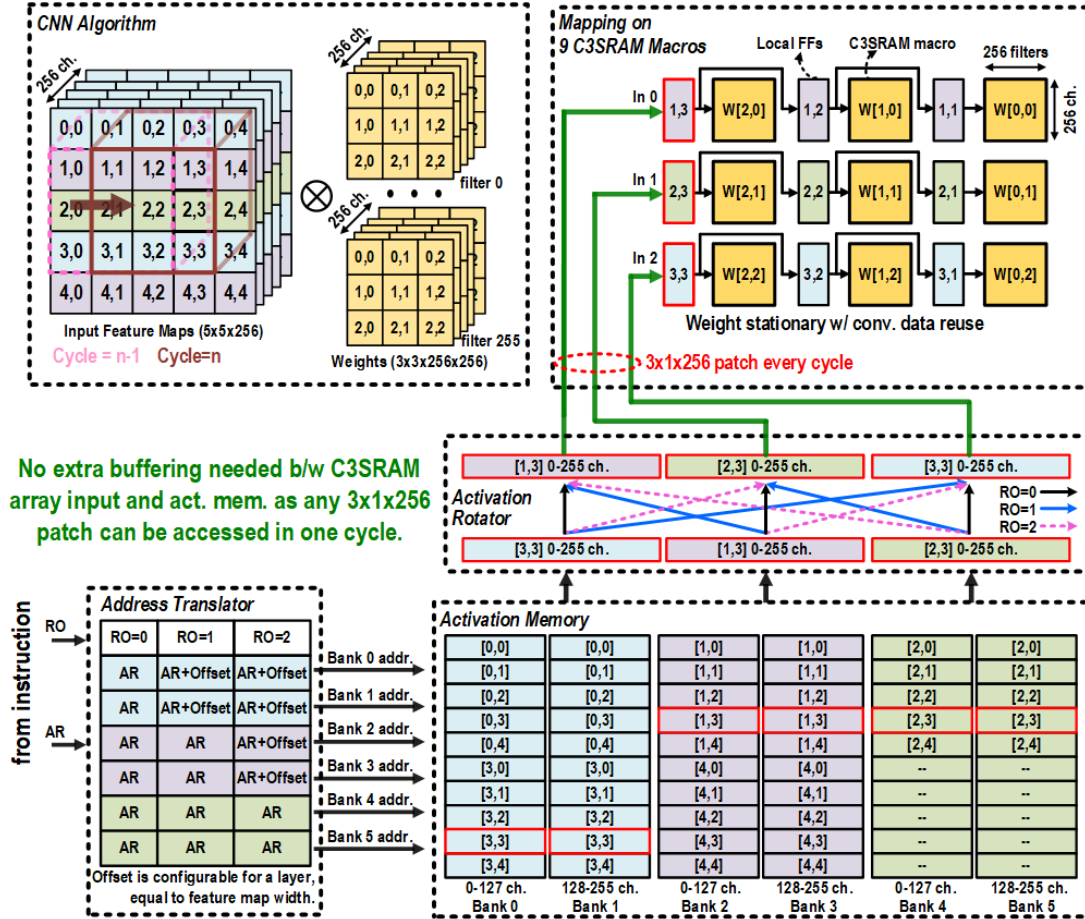 CNN Algorithm
256 ch.
0,0 0,1 0,2 0,3 0,4
1,0 1,1 1,2 1,3 1,4
2,0 2,1 2,2 2,3 2,4
3,0 3,1 3,2 3,3 3,4
4,0 4,1 4,2 4,3 4,4
Input Feature Maps (5x5x256)
Cycle = n-1 Cycle=n
256 ch.
0,0 0,1 0,2
1,0 1,1 1,2
2,0 2,1 2,2
filter 0
256 ch.
0,0 0,1 0,2
1,0 1,1 1,2
2,0 2,1 2,2
filter 255
Weights (3x3x256x256)
Mapping on
9 C3SRAM Macros
Local FFs
C3SRAM macro
256 filters
256 ch.
In 0
1,3 W[2,0] 1,2 W[1,0] 1,1 W[0,0]
In 1
2,3 W[2,1] 2,2 W[1,1] 2,1 W[0,1]
In 2
3,3 W[2,2] 3,2 W[1,2] 3,1 W[0,2]
Weight stationary w/ conv. data reuse
3x1x256 patch every cycle
No extra buffering needed b/w C3SRAM
array input and act. mem. as any 3x1x256
patch can be accessed in one cycle.
[1,3] 0-255 ch. [2,3] 0-255 ch. [3,3] 0-255 ch.
Activation
Rotator
RO=0
RO=1
RO=2
[3,3] 0-255 ch. [1,3] 0-255 ch. [2,3] 0-255 ch.
from instruction
RO
AR
Address Translator
RO=0 RO=1 RO=2
AR AR+Offset AR+Offset
AR AR+Offset AR+Offset
AR AR AR+Offset
AR AR AR+Offset
AR AR AR
AR AR AR
Offset is configurable for a layer,
equal to feature map width.
Bank 0 addr.
Bank 1 addr.
Bank 2 addr.
Bank 3 addr.
Bank 4 addr.
Bank 5 addr.
Activation Memory
[0,0] [0,0] [1,0] [1,0] [2,0] [2,0]
[0,1] [0,1] [1,1] [1,1] [2,1] [2,1]
[0,2] [0,2] [1,2] [1,2] [2,2] [2,2]
[0,3] [0,3] [1,3] [1,3] [2,3] [2,3]
[0,4] [0,4] [1,4] [1,4] [2,4] [2,4]
[3,0] [3,0] [4,0] [4,0] -- --
[3,1] [3,1] [4,1] [4,1] -- --
[3,2] [3,2] [4,2] [4,2] -- --
[3,3] [3,3] [4,3] [4,3] -- --
[3,4] [3,4] [4,4] [4,4] -- --
0-127 ch. 128-255 ch. 0-127 ch. 128-255 ch. 0-127 ch. 128-255 ch.
Bank 0 Bank 1 Bank 2 Bank 3 Bank 4 Bank 5